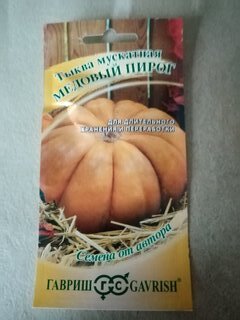 Тыква мускатная
МЕДОВЫЙ ПИРОГ
ДЛЯ ДЛИТЕЛЬНОГО
ХРАНЕНИЯ И ПЕРЕРАБОТКИ
Семена от автора
ГАВРИШ GAVRISH®